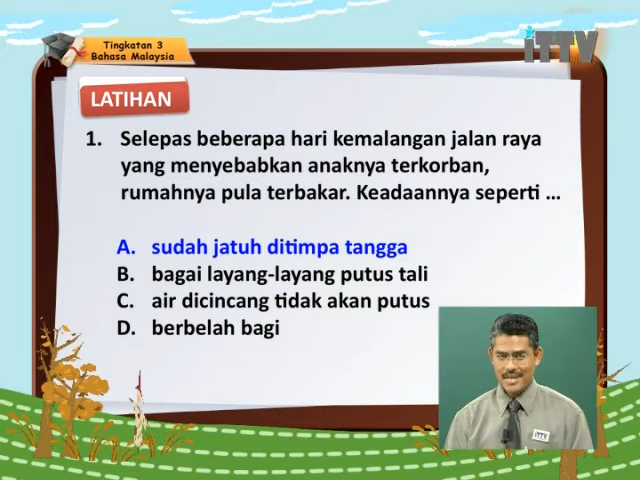 Tingkatan 3
Bahasa Malaysia
iTTV
LATIHAN
1. Selepas beberapa hari kemalangan jalan raya
yang menyebabkan anaknya terkorban,
rumahnya pula terbakar. Keadaannya seperti ...
A. sudah jatuh ditimpa tangga
B. bagai layang-layang putus tali
C. air dicincang tidak akan putus
D. berbelah bagi
iTTV